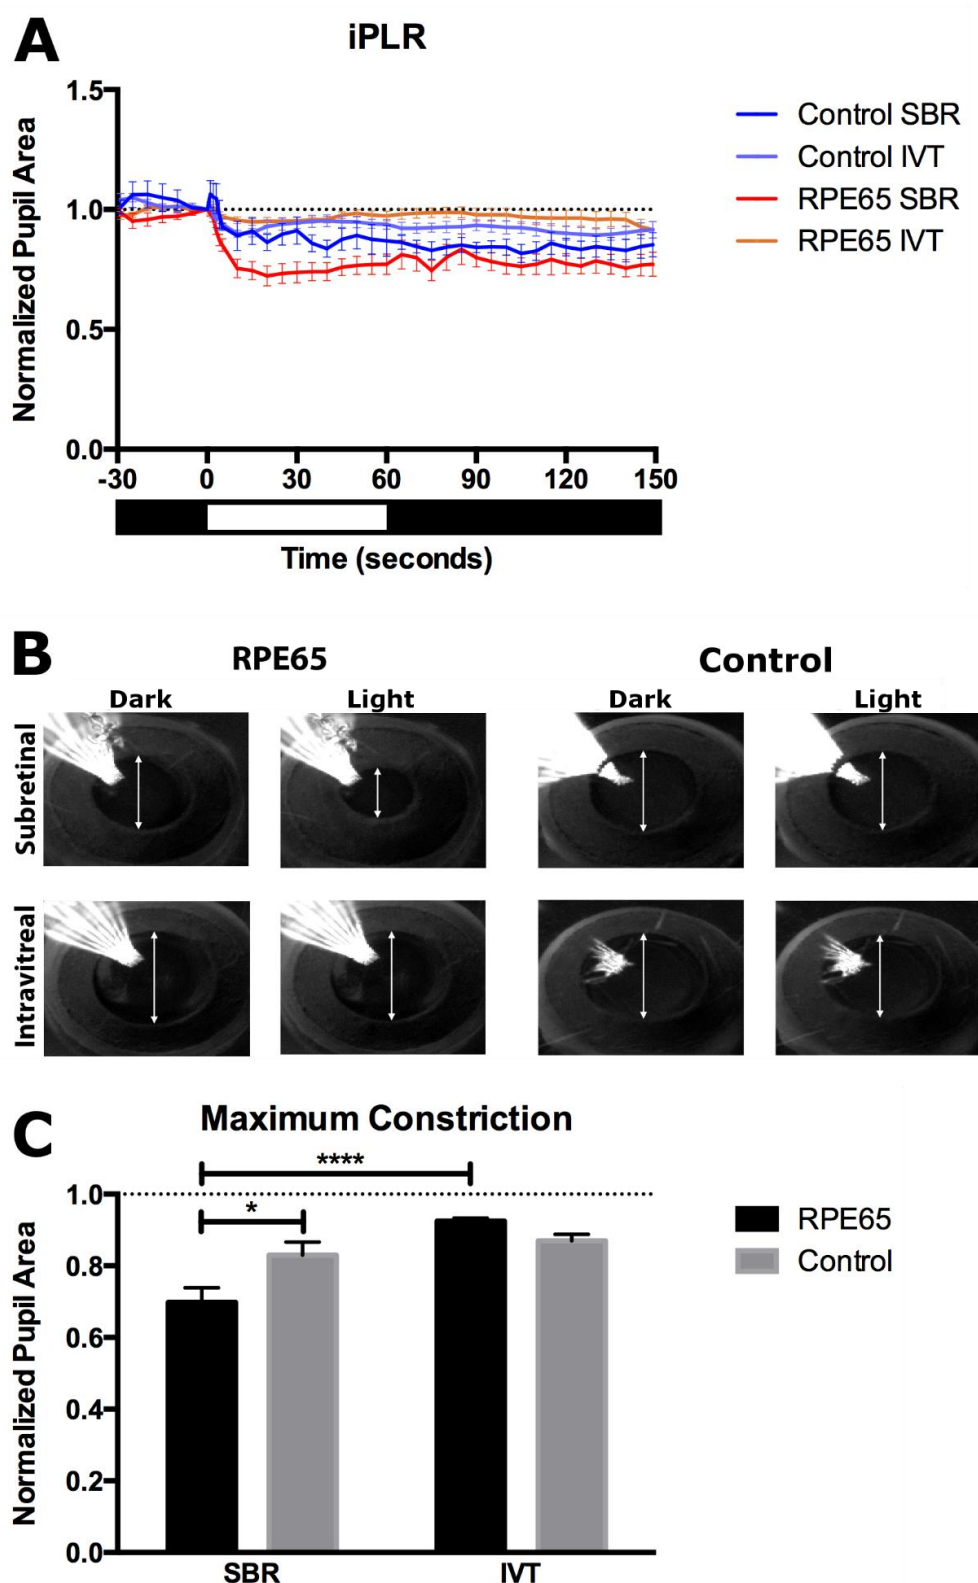 A
iPLR
Normalized Pupil Area
1.5
1.0
0.5
0.0
-30 0 30 60 90 120 150
Time (seconds)
Control SBR
Control IVT
RPE65 SBR
RPE65 IVT
B
RPE65 Control
Dark Light Dark Light
Subretinal
Intravitreal
C
Maximum Constriction
Normalized Pupil Area
****
*
1.0
0.8
0.6
0.4
0.2
0.0
SBR IVT
RPE65
Control